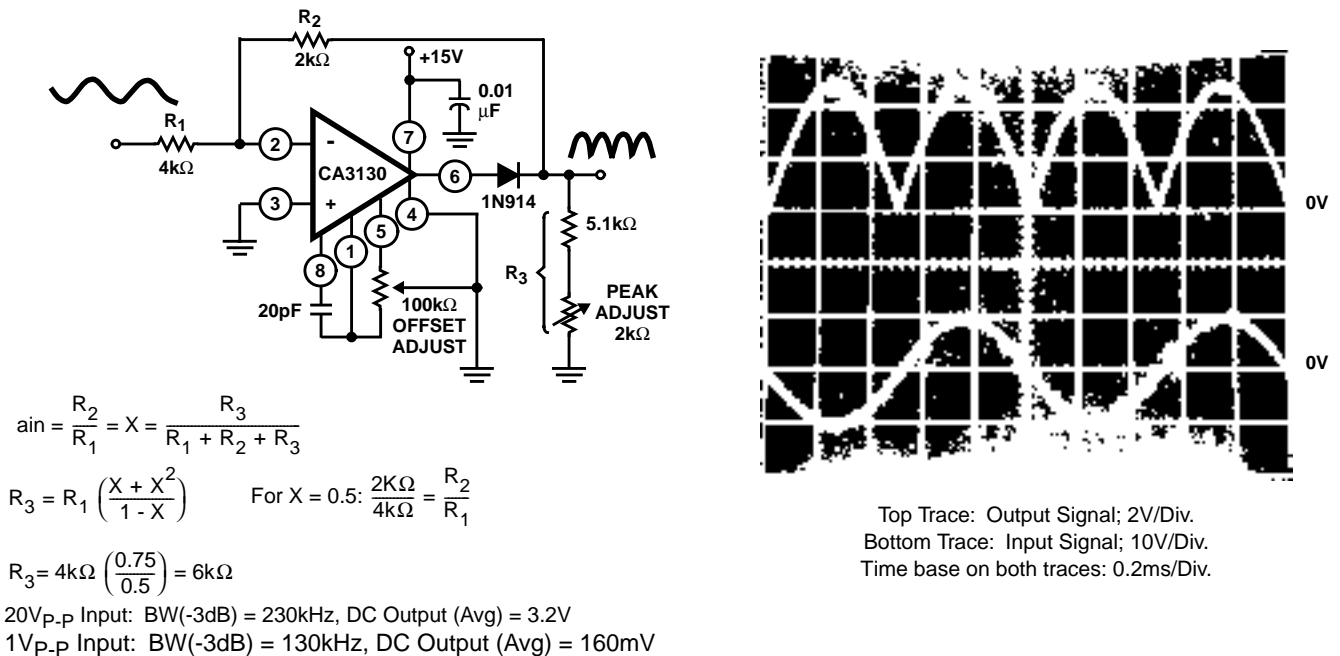 R2
2kΩ
+15V
0.01
μF
R1
4kΩ
2
-
7
CA3130
6
1N914
3
+
4
5
1
8
5.1kΩ
R3
20pF
100kΩ
OFFSET
ADJUST
PEAK
ADJUST
2kΩ
0V
0V
ain = R2/R1 = X = R3/(R1 + R2 + R3)
R3 = R1 ((X + X²)/(1 - X)) For X = 0.5: 2KΩ/4kΩ = R2/R1
R3= 4kΩ (0.75/0.5) = 6kΩ
20VP-P Input: BW(-3dB) = 230kHz, DC Output (Avg) = 3.2V
1VP-P Input: BW(-3dB) = 130kHz, DC Output (Avg) = 160mV
Top Trace: Output Signal; 2V/Div.
Bottom Trace: Input Signal; 10V/Div.
Time base on both traces: 0.2ms/Div.